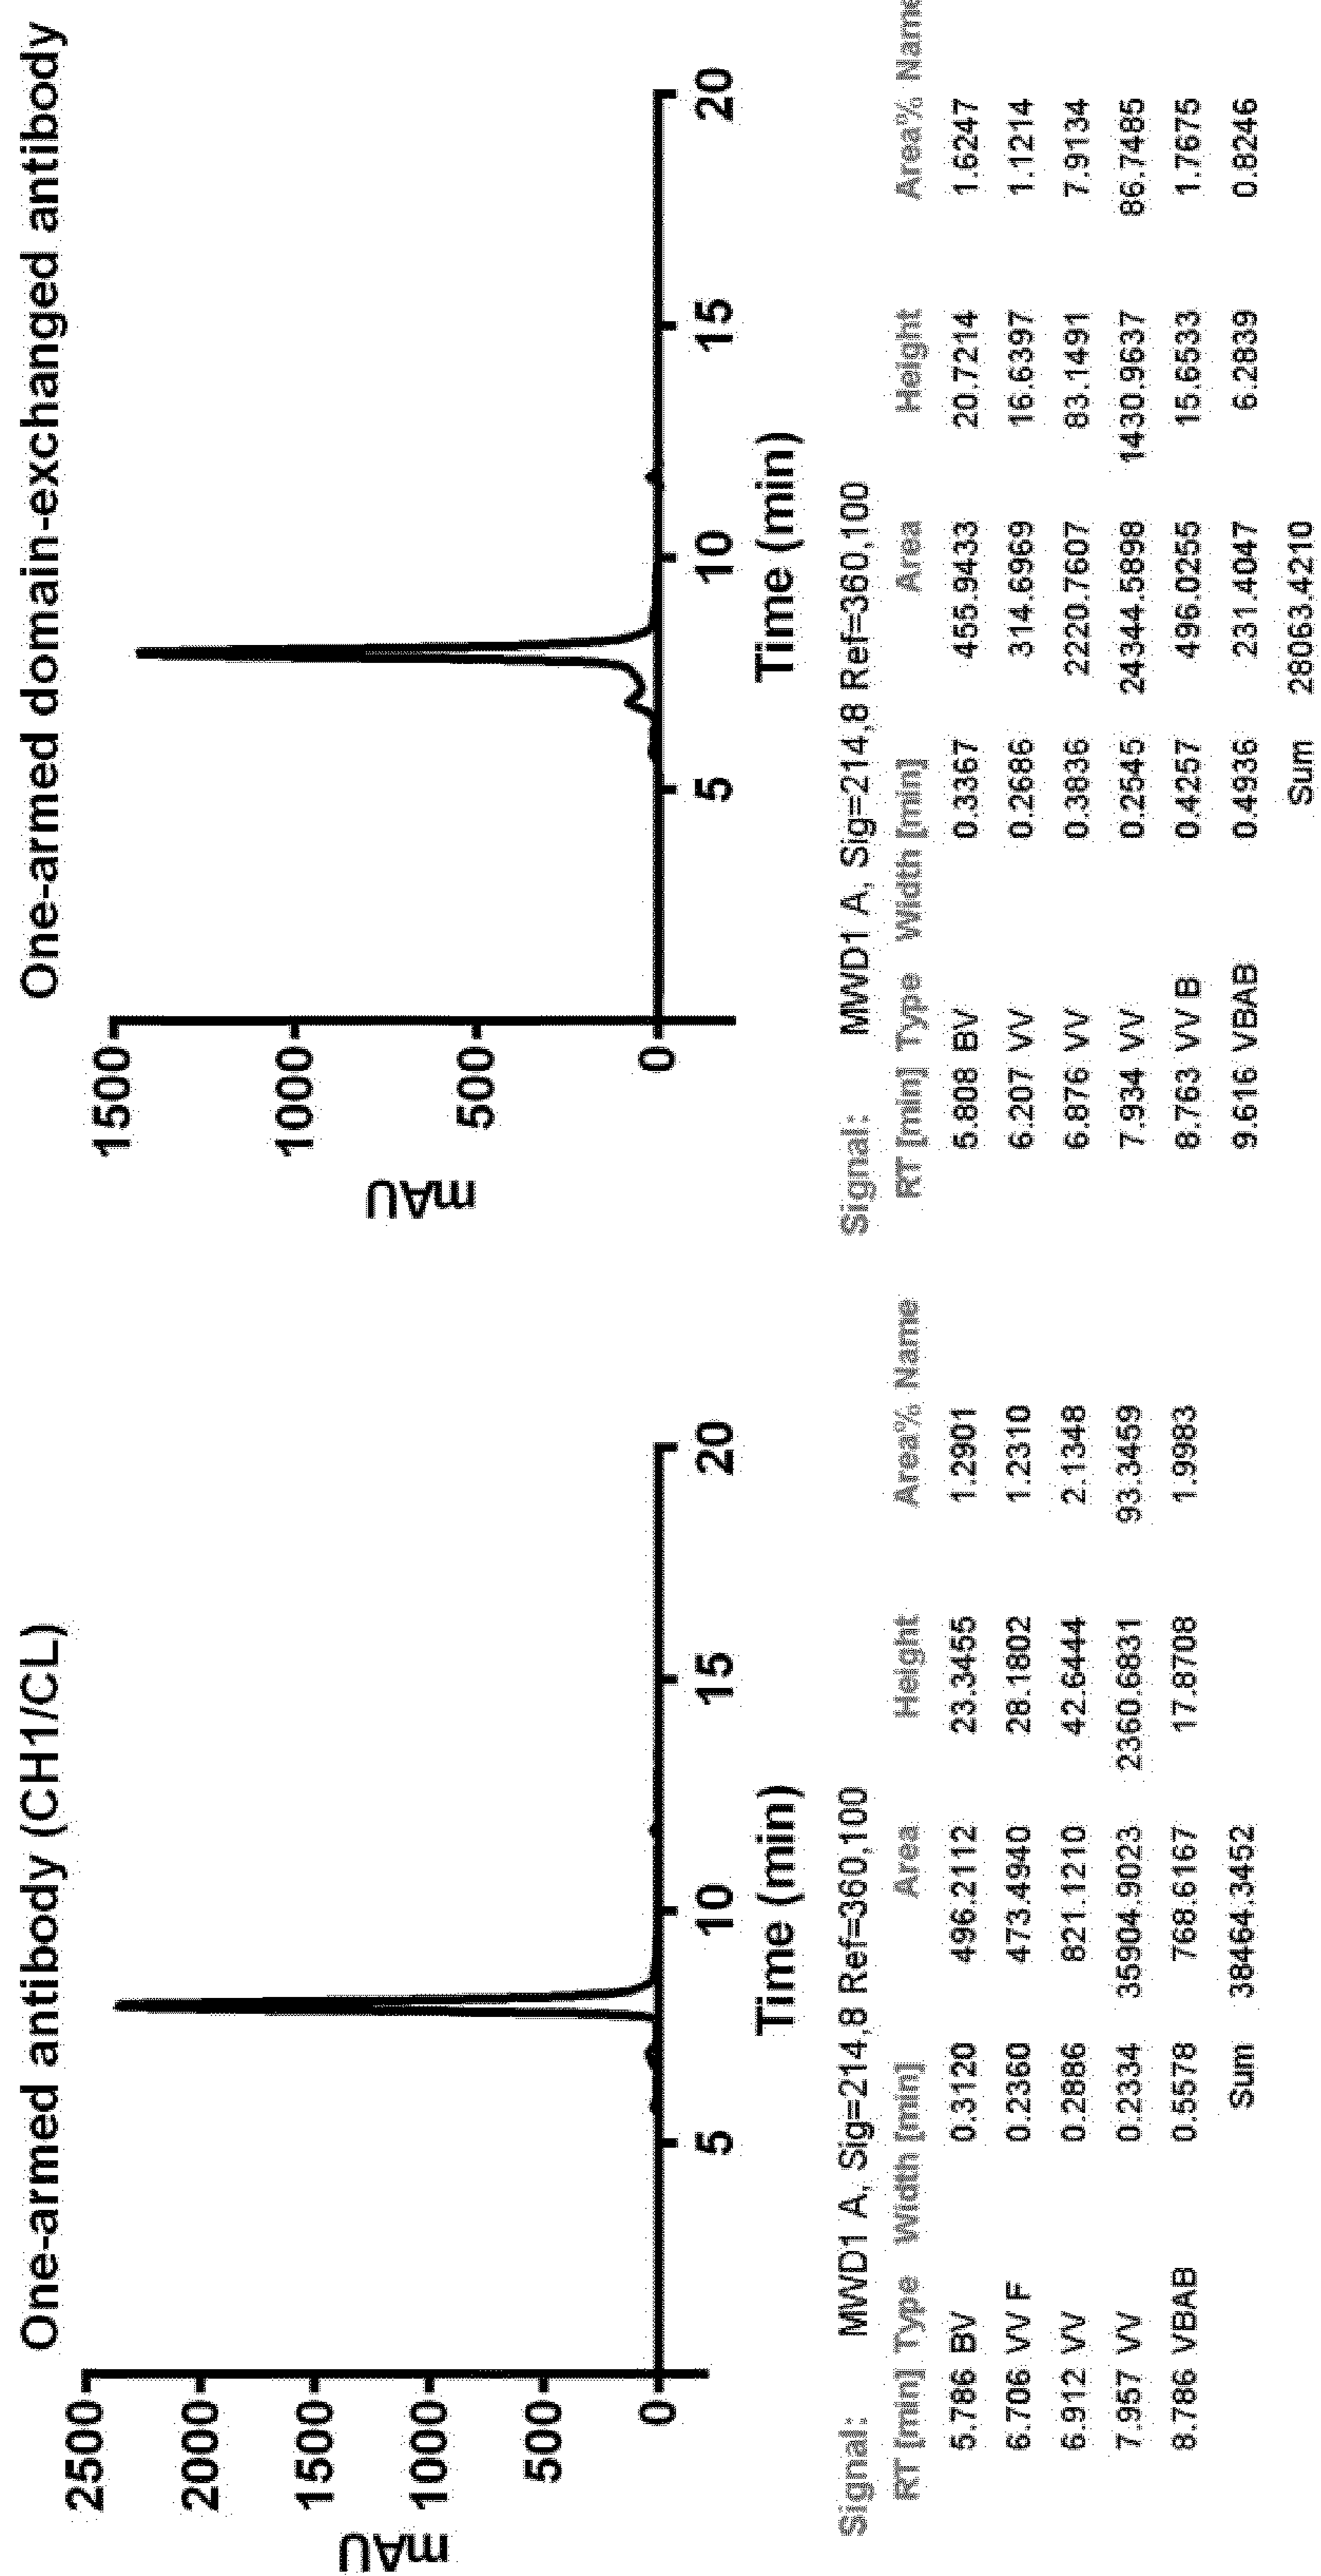 One-armed antibody (CH1/CL)
2500
2000
1500
1000
500
0
mAU
5
10
15
20
Time (min)
Signal: MWD1 A, Sig=214,8 Ref=360,100
RT [min] Type Width [min] Area Height Area% Name
5.786 BV 0.3120 496.2112 23.3455 1.2901
6.706 VV F 0.2360 473.4940 28.1802 1.2310
6.912 VV 0.2886 821.1210 42.6444 2.1348
7.957 VV 0.2334 35904.9023 2360.6831 93.3459
8.786 VBAB 0.5578 768.6167 17.8708 1.9983
Sum 38464.3452
One-armed domain-exchanged antibody
1500
1000
500
0
mAU
5
10
15
20
Time (min)
Signal: MWD1 A, Sig=214,8 Ref=360,100
RT [min] Type Width [min] Area Height Area% Name
5.808 BV 0.3367 455.9433 20.7214 1.6247
6.207 VV 0.2686 314.6969 16.6397 1.1214
6.876 VV 0.3836 2220.7607 83.1491 7.9134
7.934 VV 0.2545 24344.5898 1430.9637 86.7485
8.763 VV B 0.4257 496.0255 15.6533 1.7675
9.616 VBAB 0.4936 231.4047 6.2839 0.8246
Sum 28063.4210